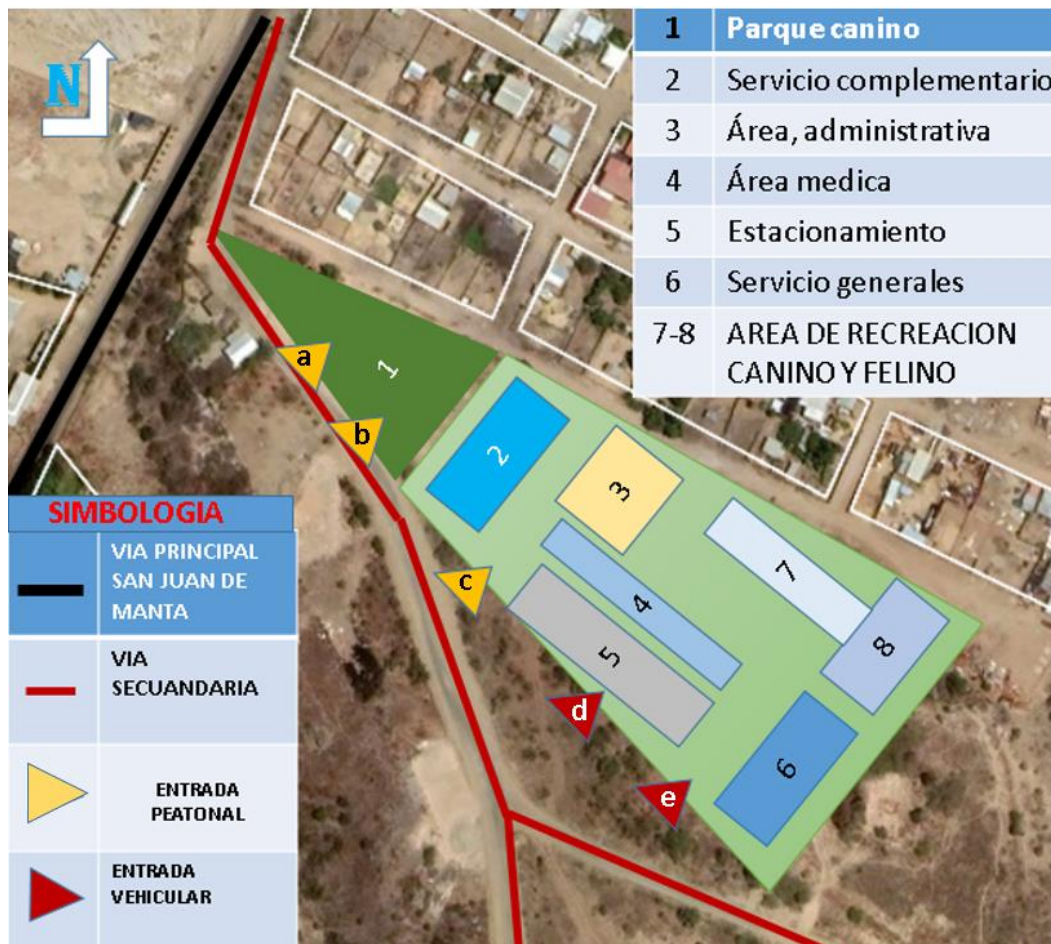 N
1 Parque canino
2 Servicio complementario
3 Área, administrativa
4 Área medica
5 Estacionamiento
6 Servicio generales
7-8 AREA DE RECREACION
CANINO Y FELINO
a
b
c
d
e
1
2
3
4
5
6
7
8
SIMBOLOGIA
VIA PRINCIPAL
SAN JUAN DE
MANTA
VIA
SECUANDARIA
ENTRADA
PEATONAL
ENTRADA
VEHICULAR